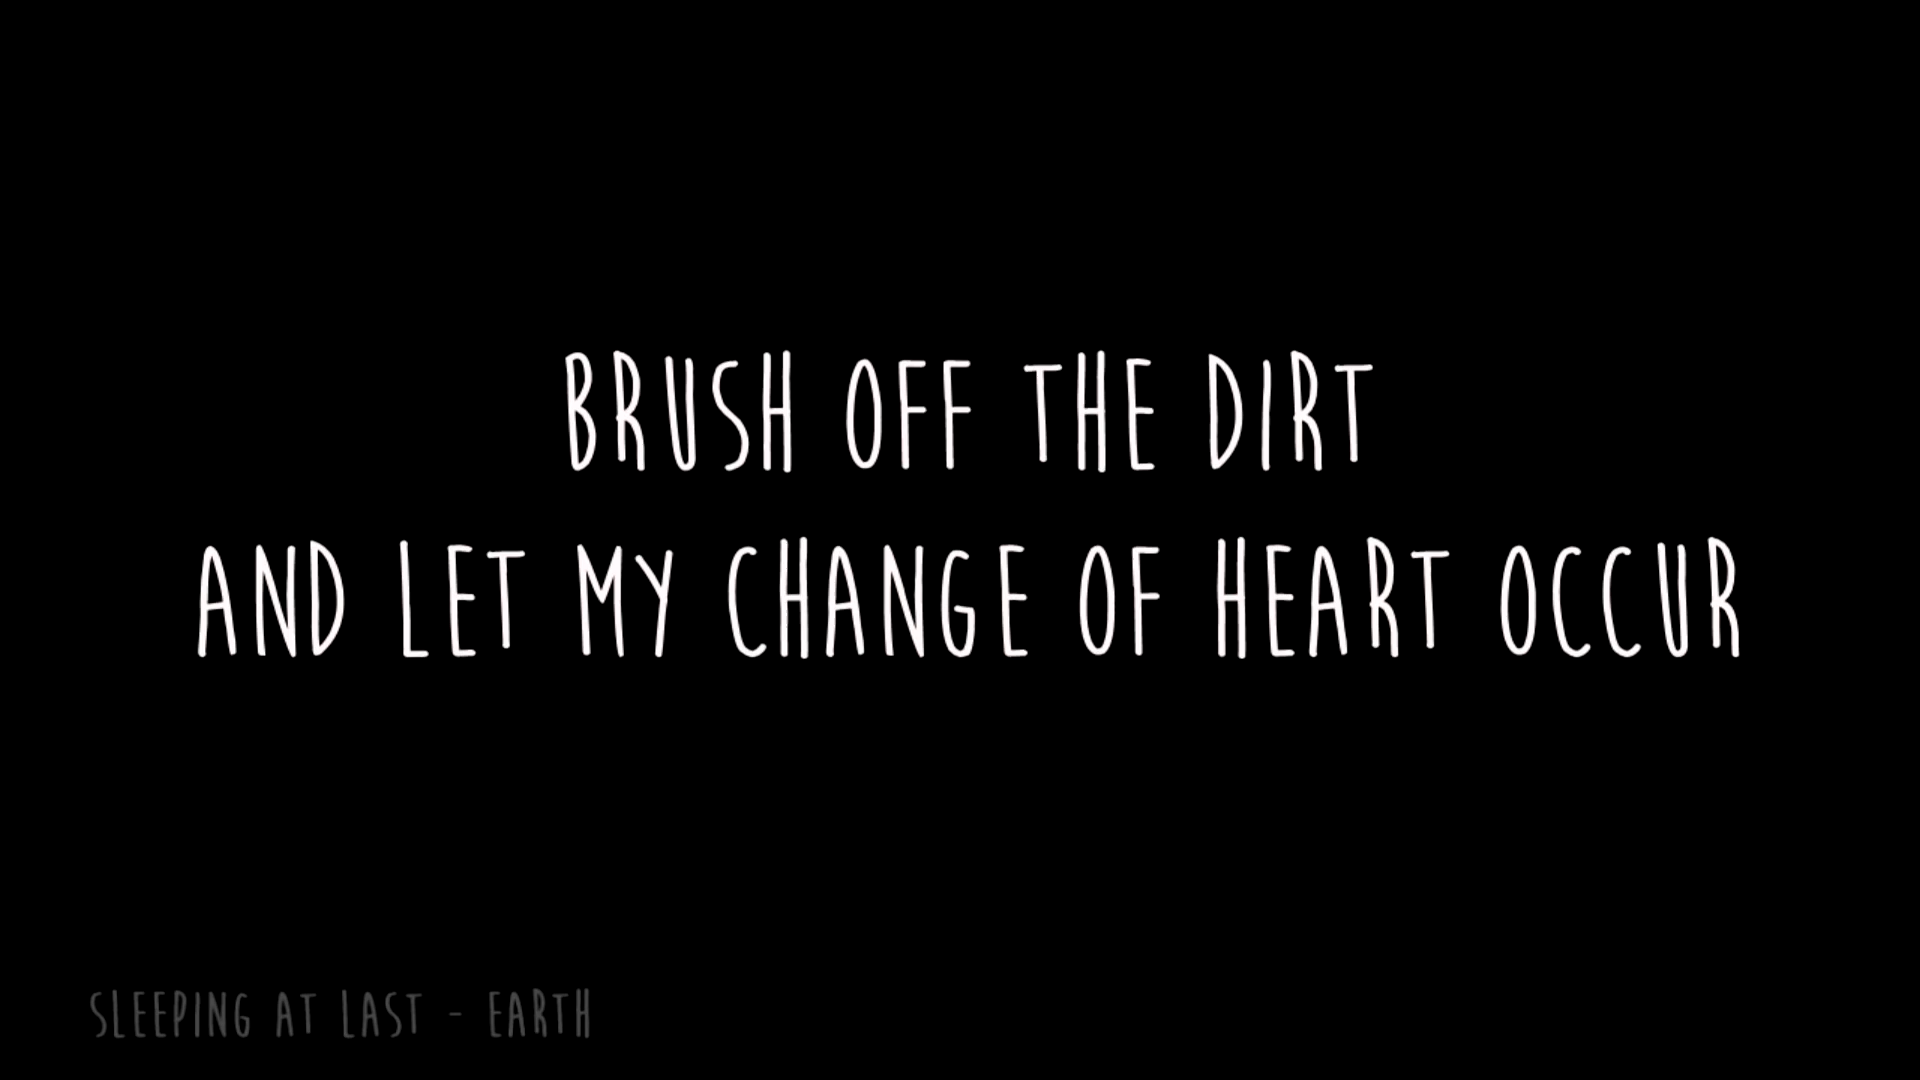 BRUSH OFF THE DIRT
AND LET MY CHANGE OF HEART OCCUR
SLEEPING AT LAST - EARTH